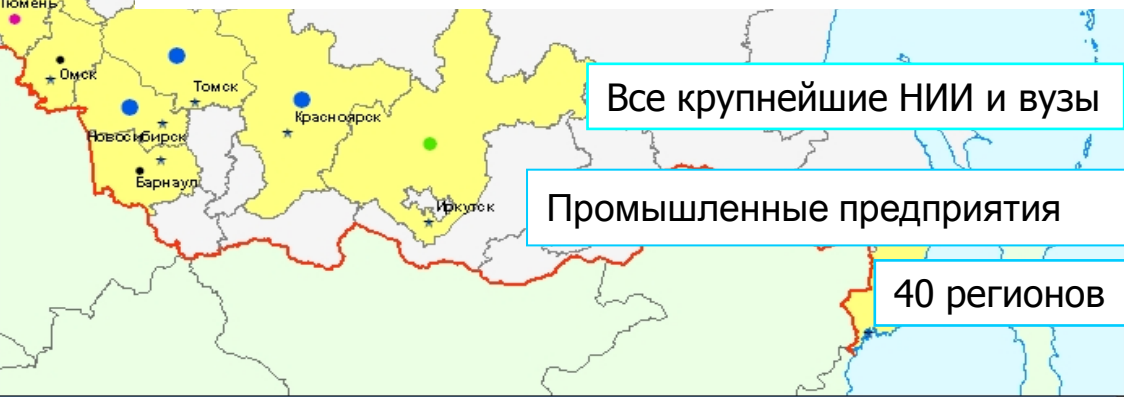 Тюмень
Омск
Томск
Красноярск
Новосибирск
Барнаул
Иркутск
Все крупнейшие НИИ и вузы
Промышленные предприятия
40 регионов